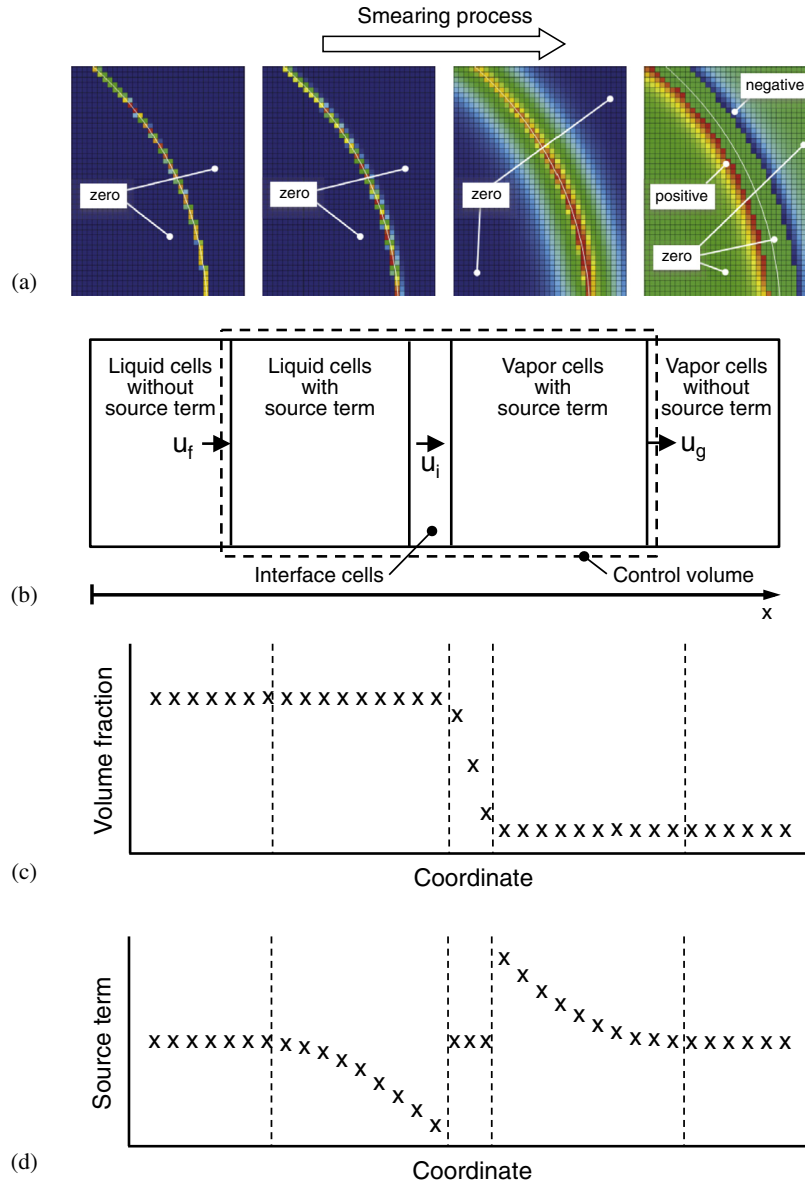 Smearing process
zero
zero
zero
negative
positive
zero
(a)
Liquid cells
without
source term
Liquid cells
with
source term
Vapor cells
with
source term
Vapor cells
without
source term
u_f
u_i
u_g
Interface cells
Control volume
(b)
x
Volume fraction
x x x x x x x x x x x x x x x x
x
x
x
x x x x x x x x x x x x x x x x
(c)
Coordinate
Source term
x x x x x x x x x x x x x x x x
x x x
x x x x x x x x x x x x x x x x
(d)
Coordinate